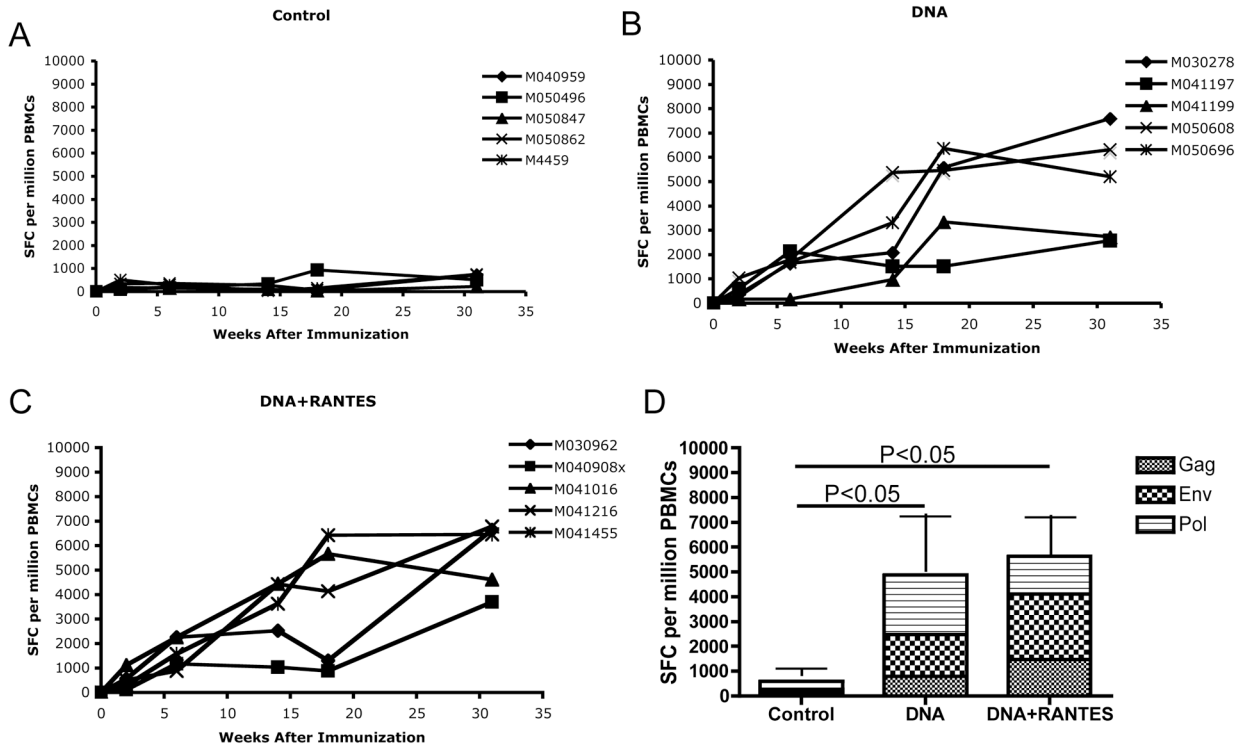 A
Control
SFC per million PBMCs
10000
9000
8000
7000
6000
5000
4000
3000
2000
1000
0
0 5 10 15 20 25 30 35
Weeks After Immunization
M040959
M050496
M050847
M050862
M4459
B
DNA
SFC per million PBMCs
10000
9000
8000
7000
6000
5000
4000
3000
2000
1000
0
0 5 10 15 20 25 30 35
Weeks After Immunization
M030278
M041197
M041199
M050608
M050696
C
DNA+RANTES
SFC per million PBMCs
10000
9000
8000
7000
6000
5000
4000
3000
2000
1000
0
0 5 10 15 20 25 30 35
Weeks After Immunization
M030962
M040908x
M041016
M041216
M041455
D
SFC per million PBMCs
10000
9000
8000
7000
6000
5000
4000
3000
2000
1000
0
P<0.05
P<0.05
Control DNA DNA+RANTES
Gag
Env
Pol